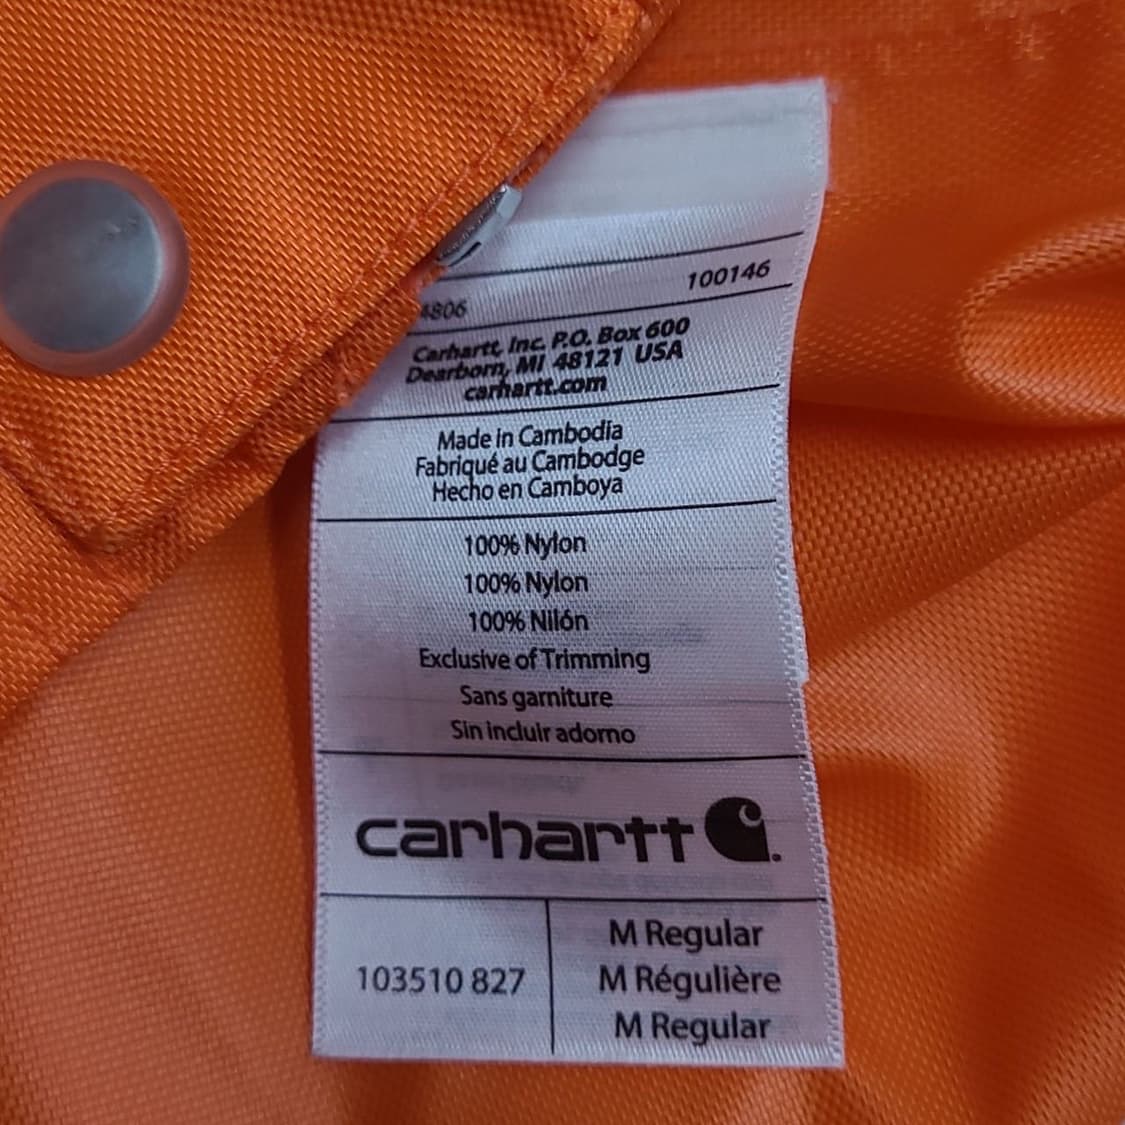 100146
4806
Carhartt, Inc. P.O. Box 600
Dearborn, MI 48121 USA
carhartt.com
Made in Cambodia
Fabriqué au Cambodge
Hecho en Camboya
100% Nylon
100% Nylon
100% Nilón
Exclusive of Trimming
Sans garniture
Sin incluir adorno
carhartt
103510 827
M Regular
M Régulière
M Regular